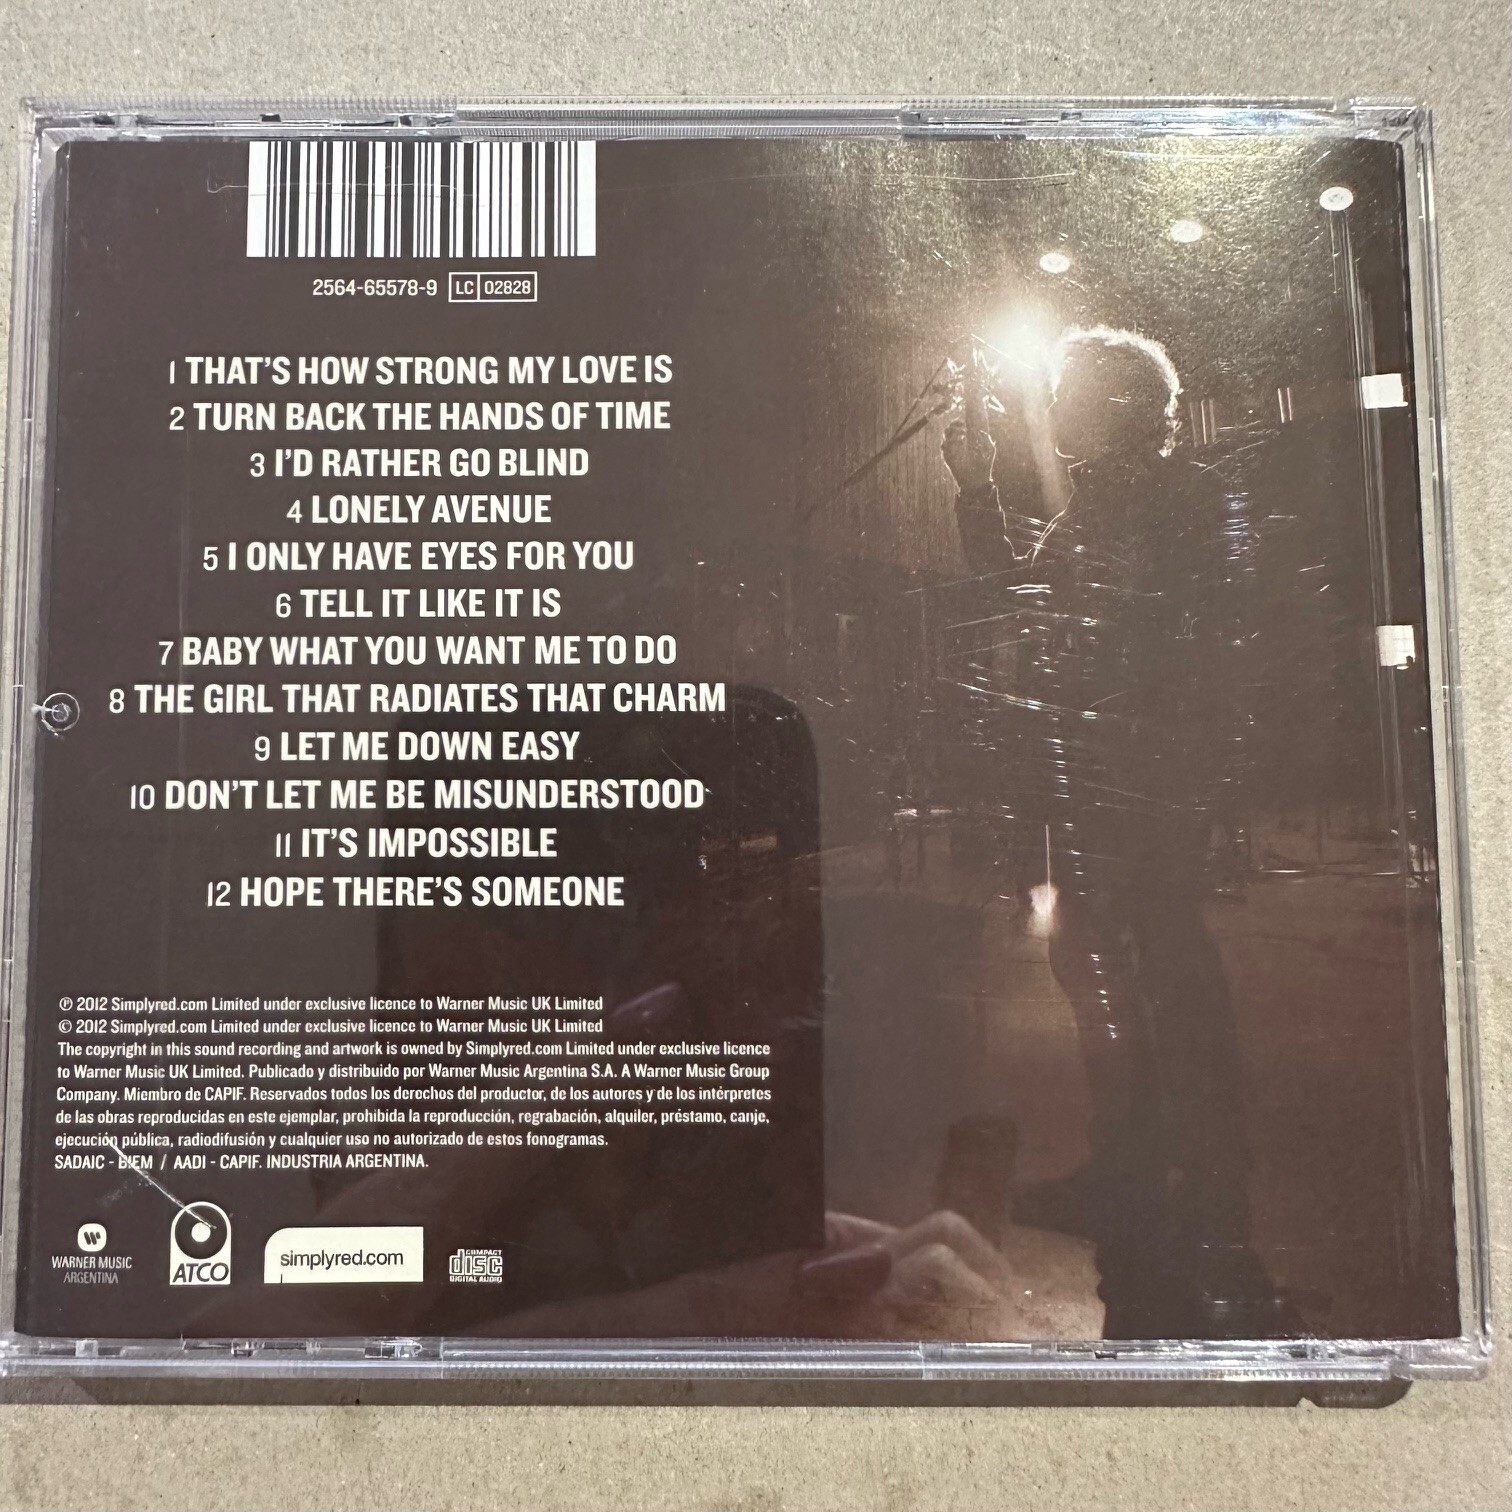 2564-65578-9 LC 02828
1 THAT'S HOW STRONG MY LOVE IS
2 TURN BACK THE HANDS OF TIME
3 I'D RATHER GO BLIND
4 LONELY AVENUE
5 I ONLY HAVE EYES FOR YOU
6 TELL IT LIKE IT IS
7 BABY WHAT YOU WANT ME TO DO
8 THE GIRL THAT RADIATES THAT CHARM
9 LET ME DOWN EASY
10 DON'T LET ME BE MISUNDERSTOOD
11 IT'S IMPOSSIBLE
12 HOPE THERE'S SOMEONE
℗ 2012 Simplyred.com Limited under exclusive licence to Warner Music UK Limited
© 2012 Simplyred.com Limited under exclusive licence to Warner Music UK Limited
The copyright in this sound recording and artwork is owned by Simplyred.com Limited under exclusive licence
to Warner Music UK Limited. Publicado y distribuido por Warner Music Argentina S.A. A Warner Music Group
Company. Miembro de CAPIF. Reservados todos los derechos del productor, de los autores y de los intérpretes
de las obras reproducidas en este ejemplar, prohibida la reproducción, regrabación, alquiler, préstamo, canje,
ejecución pública, radiodifusión y cualquier uso no autorizado de estos fonogramas.
SADAIC - BIEM / AADI - CAPIF. INDUSTRIA ARGENTINA.
WARNER MUSIC
ARGENTINA
ATCO
simplyred.com
COMPACT
disc
DIGITAL AUDIO